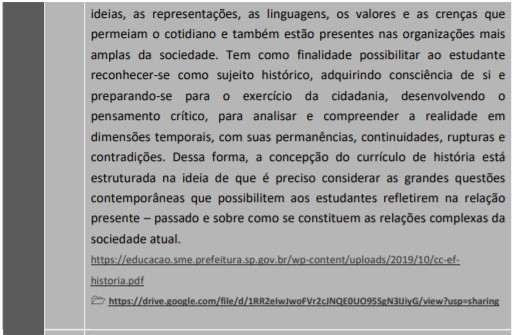 ideias, as representações, as linguagens, os valores e as crenças que
permeiam o cotidiano e também estão presentes nas organizações mais
amplas da sociedade. Tem como finalidade possibilitar ao estudante
reconhecer-se como sujeito histórico, adquirindo consciência de si e
preparando-se para o exercício da cidadania, desenvolvendo o
pensamento crítico, para analisar e compreender a realidade em
dimensões temporais, com suas permanências, continuidades, rupturas e
contradições. Dessa forma, a concepção do currículo de história está
estruturada na ideia de que é preciso considerar as grandes questões
contemporâneas que possibilitem aos estudantes refletirem na relação
presente – passado e sobre como se constituem as relações complexas da
sociedade atual.
https://educacao.sme.prefeitura.sp.gov.br/wp-content/uploads/2019/10/cc-ef-
historia.pdf
https://drive.google.com/file/d/1RR2eIwJwoFVr2cJNQE0UO9SSgN3IJiyG/view?usp=sharing